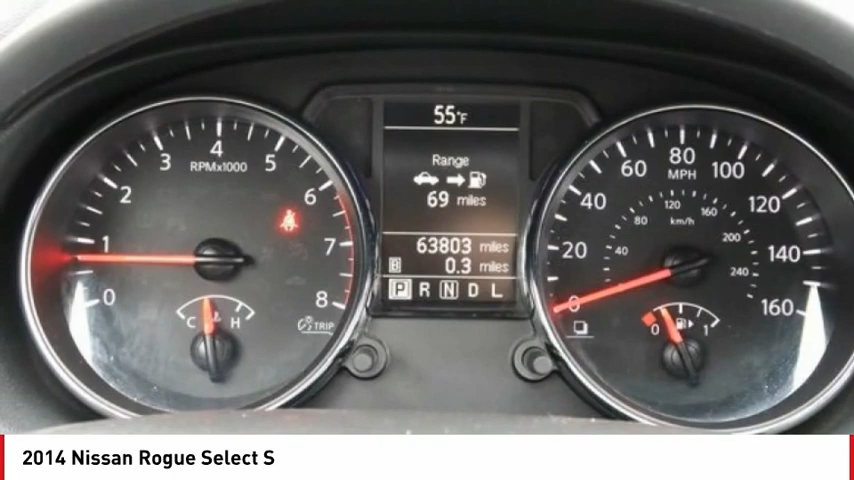 55°F
Range
69 miles
63803 miles
B 0.3 miles
P R N D L
0 1 2 3 4 5 6 7 8
RPMx1000
C H
TRIP
0 20 40 60 80 100 120 140 160
MPH
40 80 120 160 200 240
km/h
0 1
2014 Nissan Rogue Select S